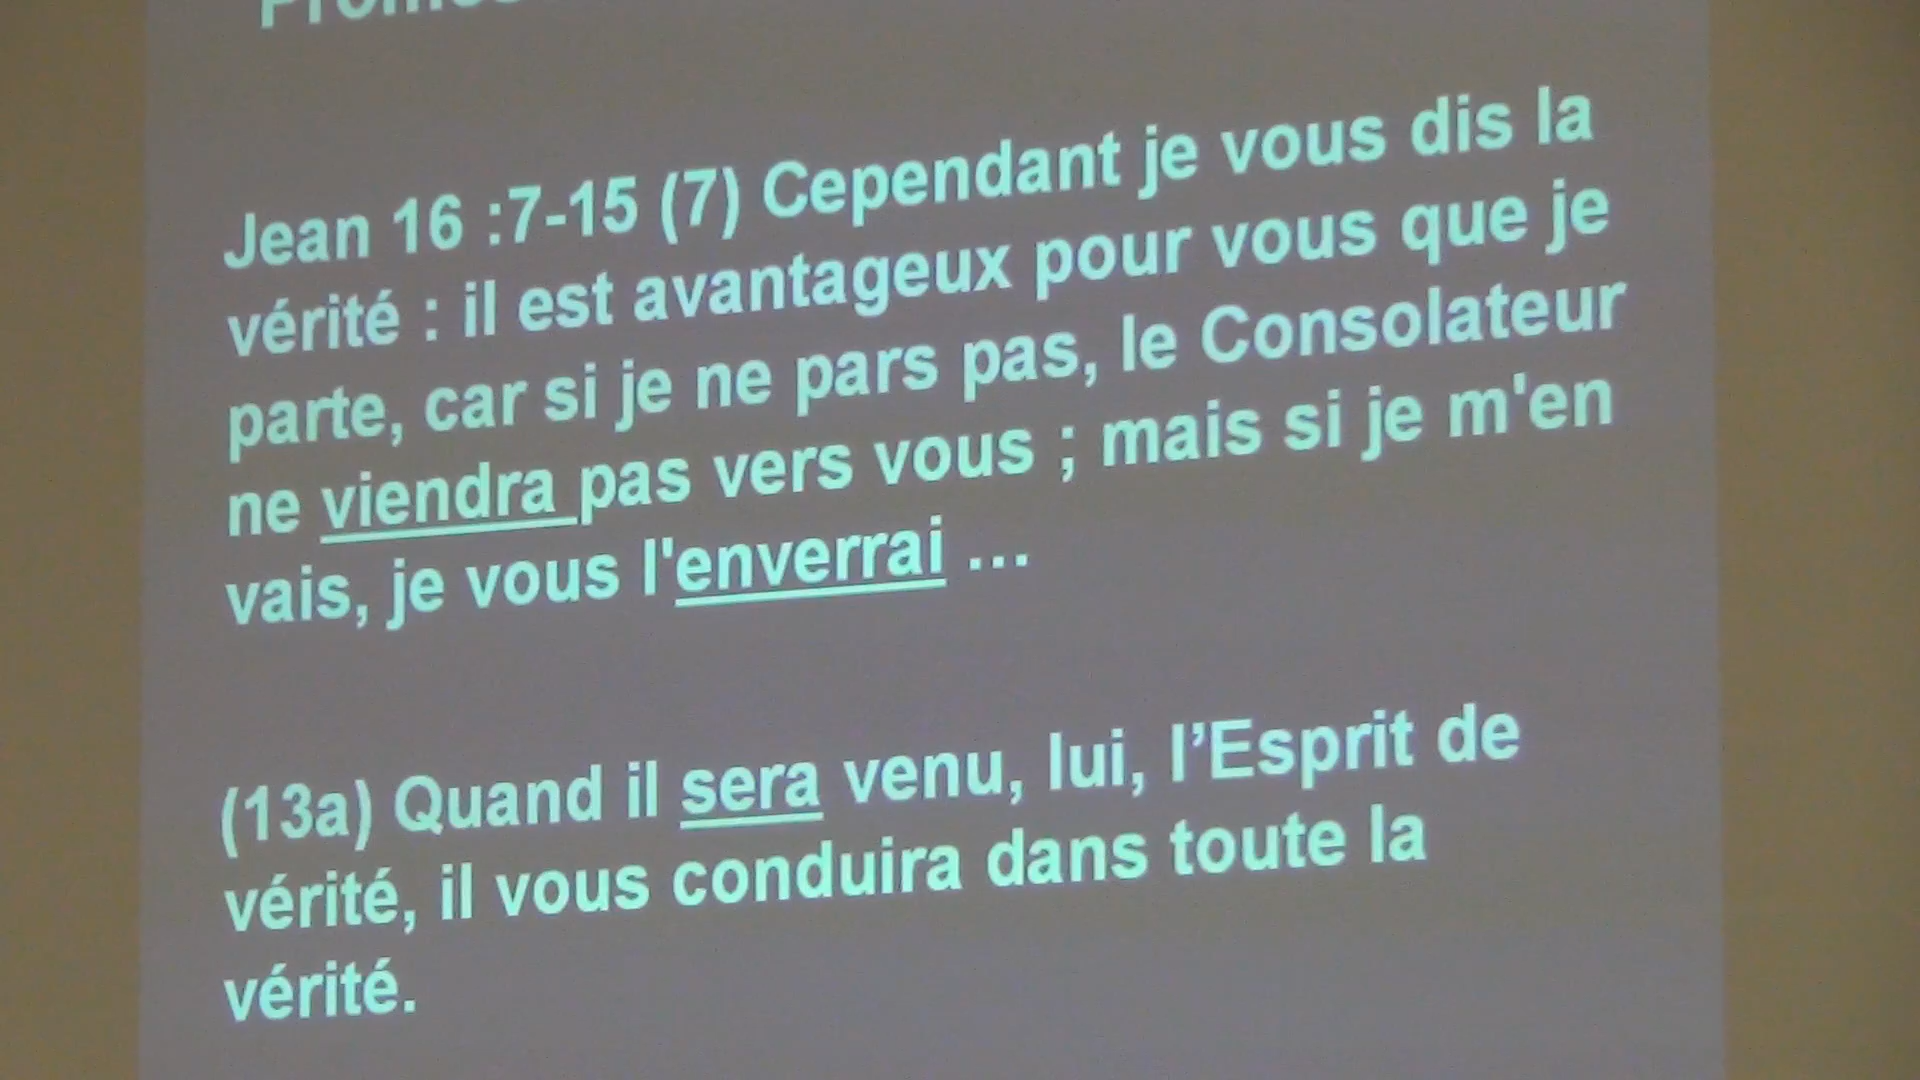 Jean 16 :7-15 (7) Cependant je vous dis la
vérité : il est avantageux pour vous que je
parte, car si je ne pars pas, le Consolateur
ne viendra pas vers vous ; mais si je m'en
vais, je vous l'enverrai ...
(13a) Quand il sera venu, lui, l’Esprit de
vérité, il vous conduira dans toute la
vérité.